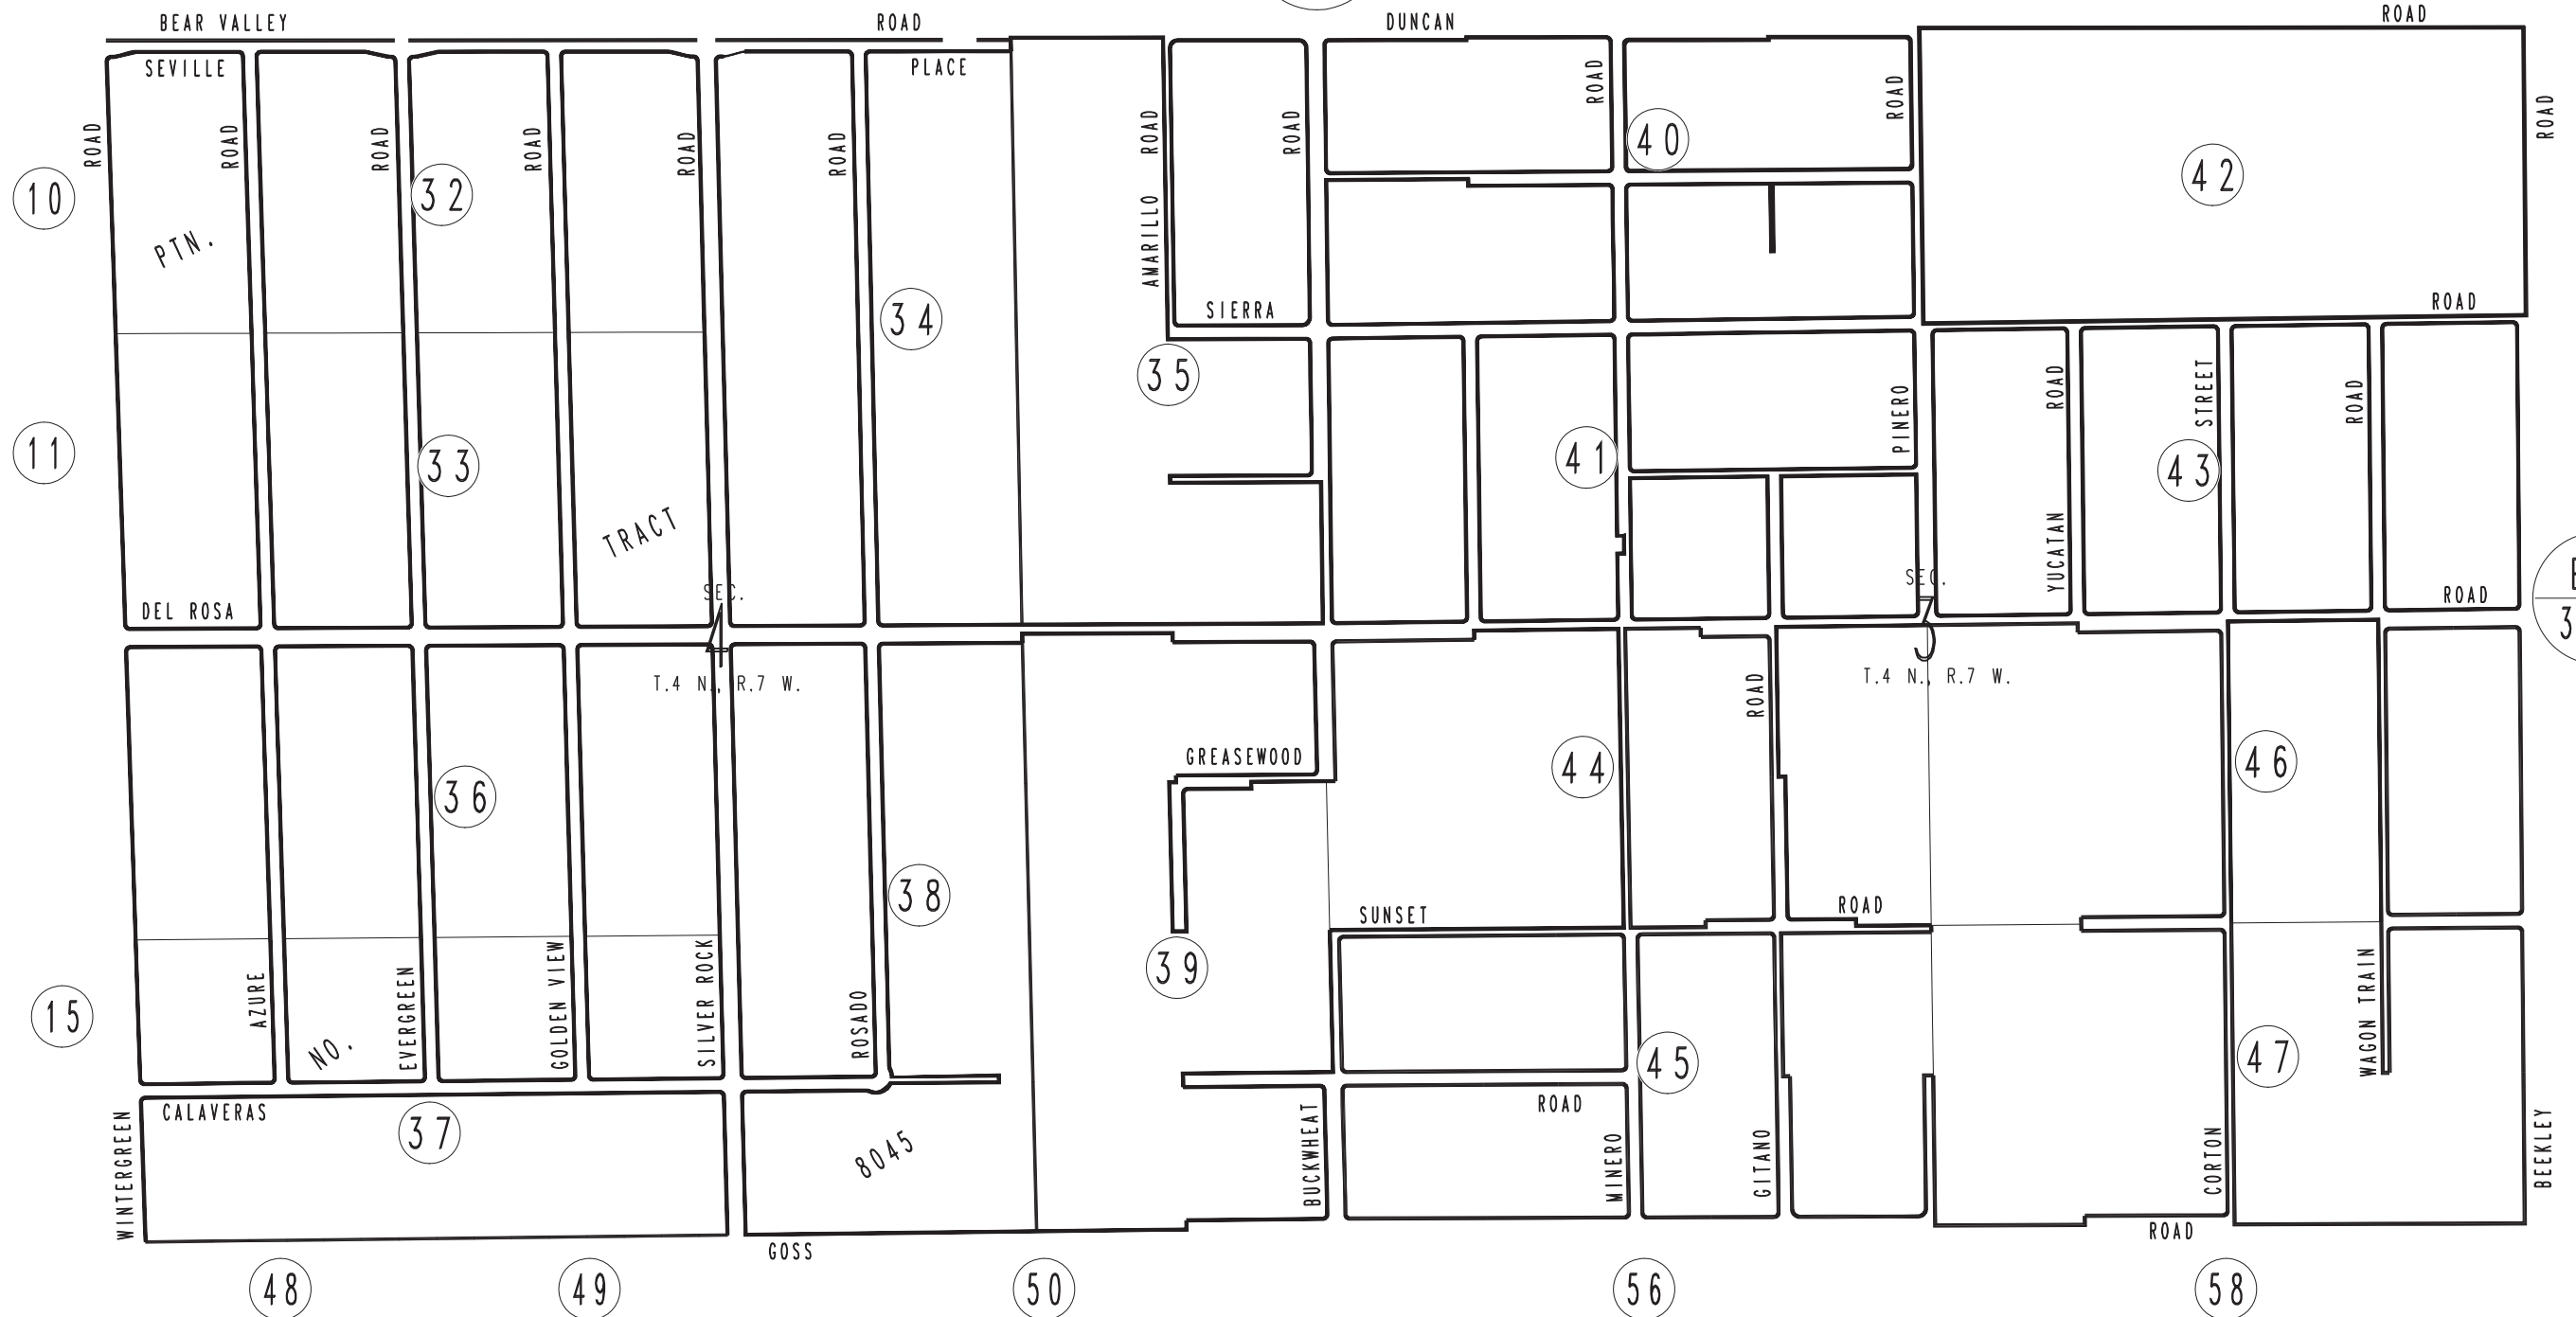 BEAR VALLEY ROAD DUNCAN ROAD
SEVILLE PLACE
ROAD ROAD ROAD ROAD ROAD ROAD ROAD ROAD ROAD ROAD ROAD
10 32 40 42
PTN.
AMARILLO
34
SIERRA ROAD
35
11 33 41 43
PINERO ROAD STREET ROAD
TRACT
YUCATAN
SEC. SEC.
4 5
DEL ROSA ROAD
T.4 N., R.7 W. T.4 N., R.7 W.
ROAD
GREASEWOOD
36 44 46
38
SUNSET ROAD
39
15
AZURE EVERGREEN GOLDEN VIEW SILVER ROCK ROSADO WAGON TRAIN
NO.
45 47
CALAVERAS ROAD
37
8045
WINTERGREEN BUCKWHEAT MINERO GITANO CORTON BEEKLEY
GOSS ROAD
48 49 50 56 58
3